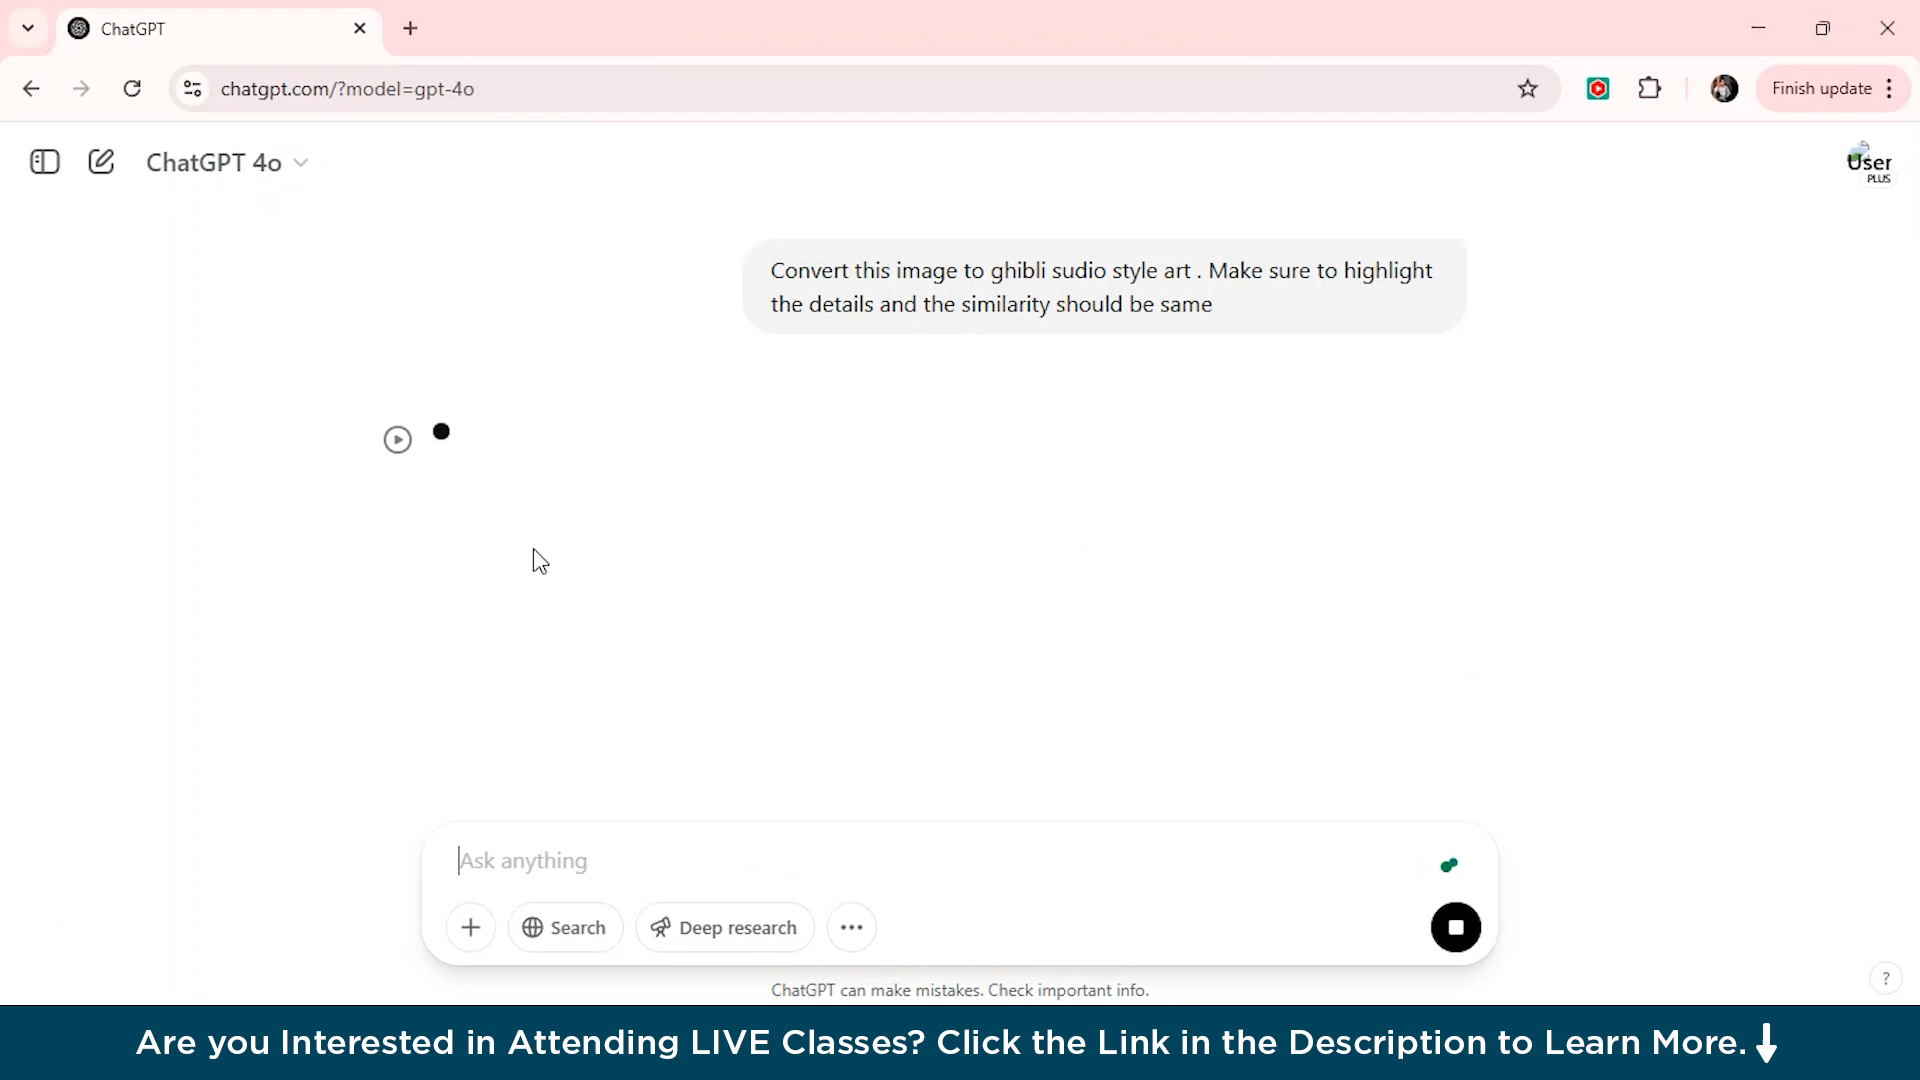 ChatGPT
chatgpt.com/?model=gpt-4o
Finish update
ChatGPT 4o
User
PLUS
Convert this image to ghibli sudio style art . Make sure to highlight
the details and the similarity should be same
Ask anything
Search
Deep research
ChatGPT can make mistakes. Check important info.
?
Are you Interested in Attending LIVE Classes? Click the Link in the Description to Learn More.